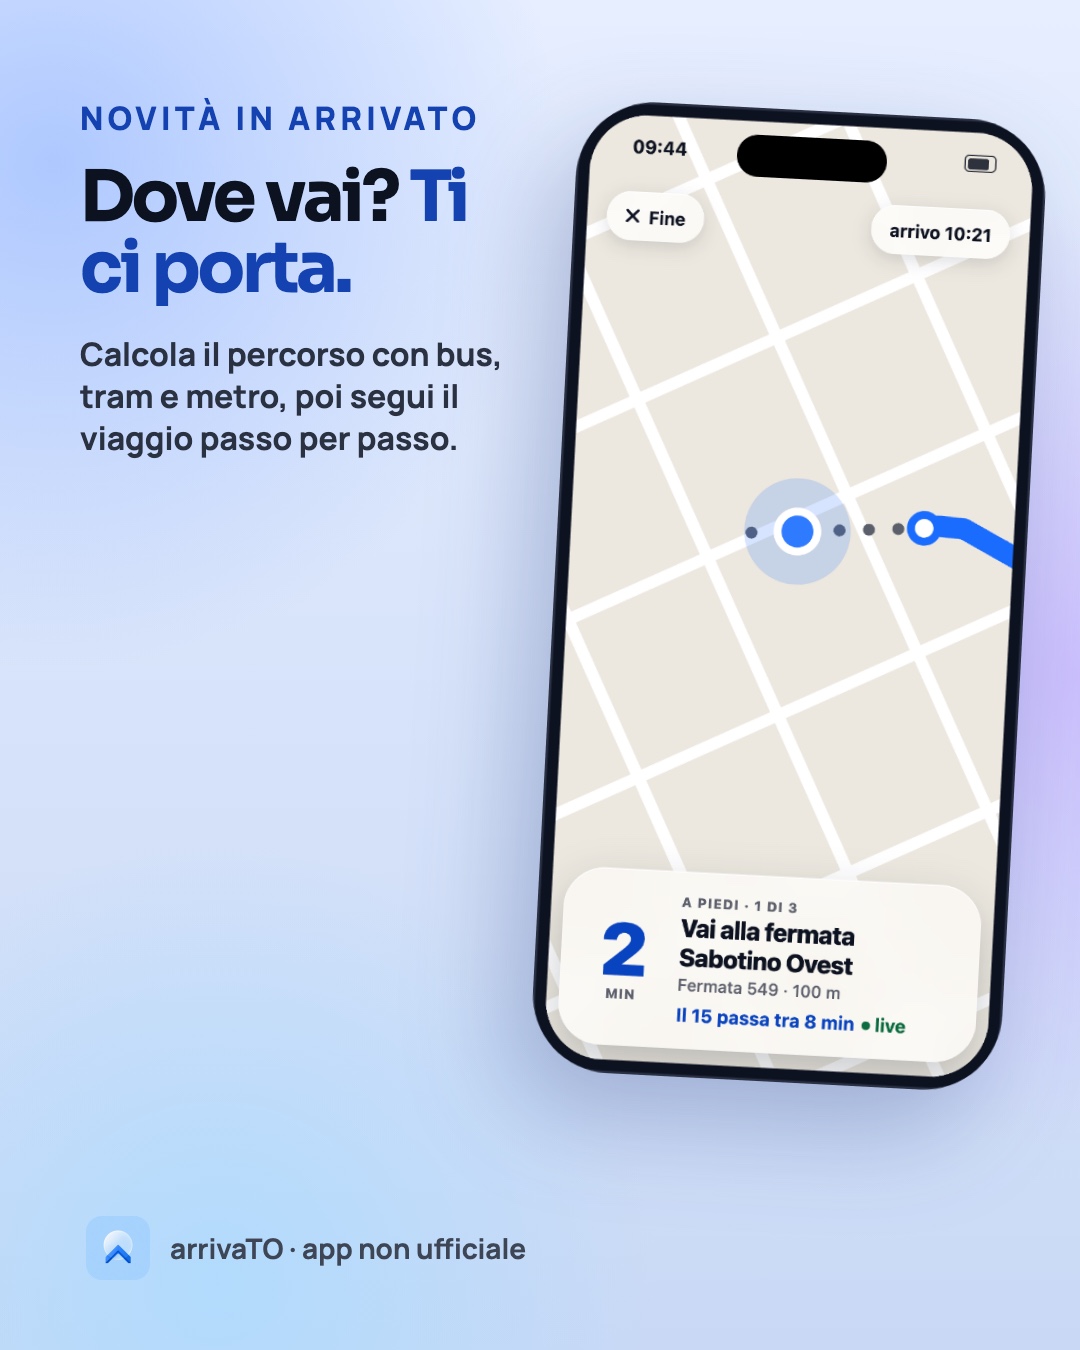 NOVITÀ IN ARRIVATO
Dove vai? Ti
ci porta.
Calcola il percorso con bus,
tram e metro, poi segui il
viaggio passo per passo.
09:44
✕ Fine
arrivo 10:21
2
MIN
A PIEDI · 1 DI 3
Vai alla fermata
Sabotino Ovest
Fermata 549 · 100 m
Il 15 passa tra 8 min • live
arrivaTO · app non ufficiale